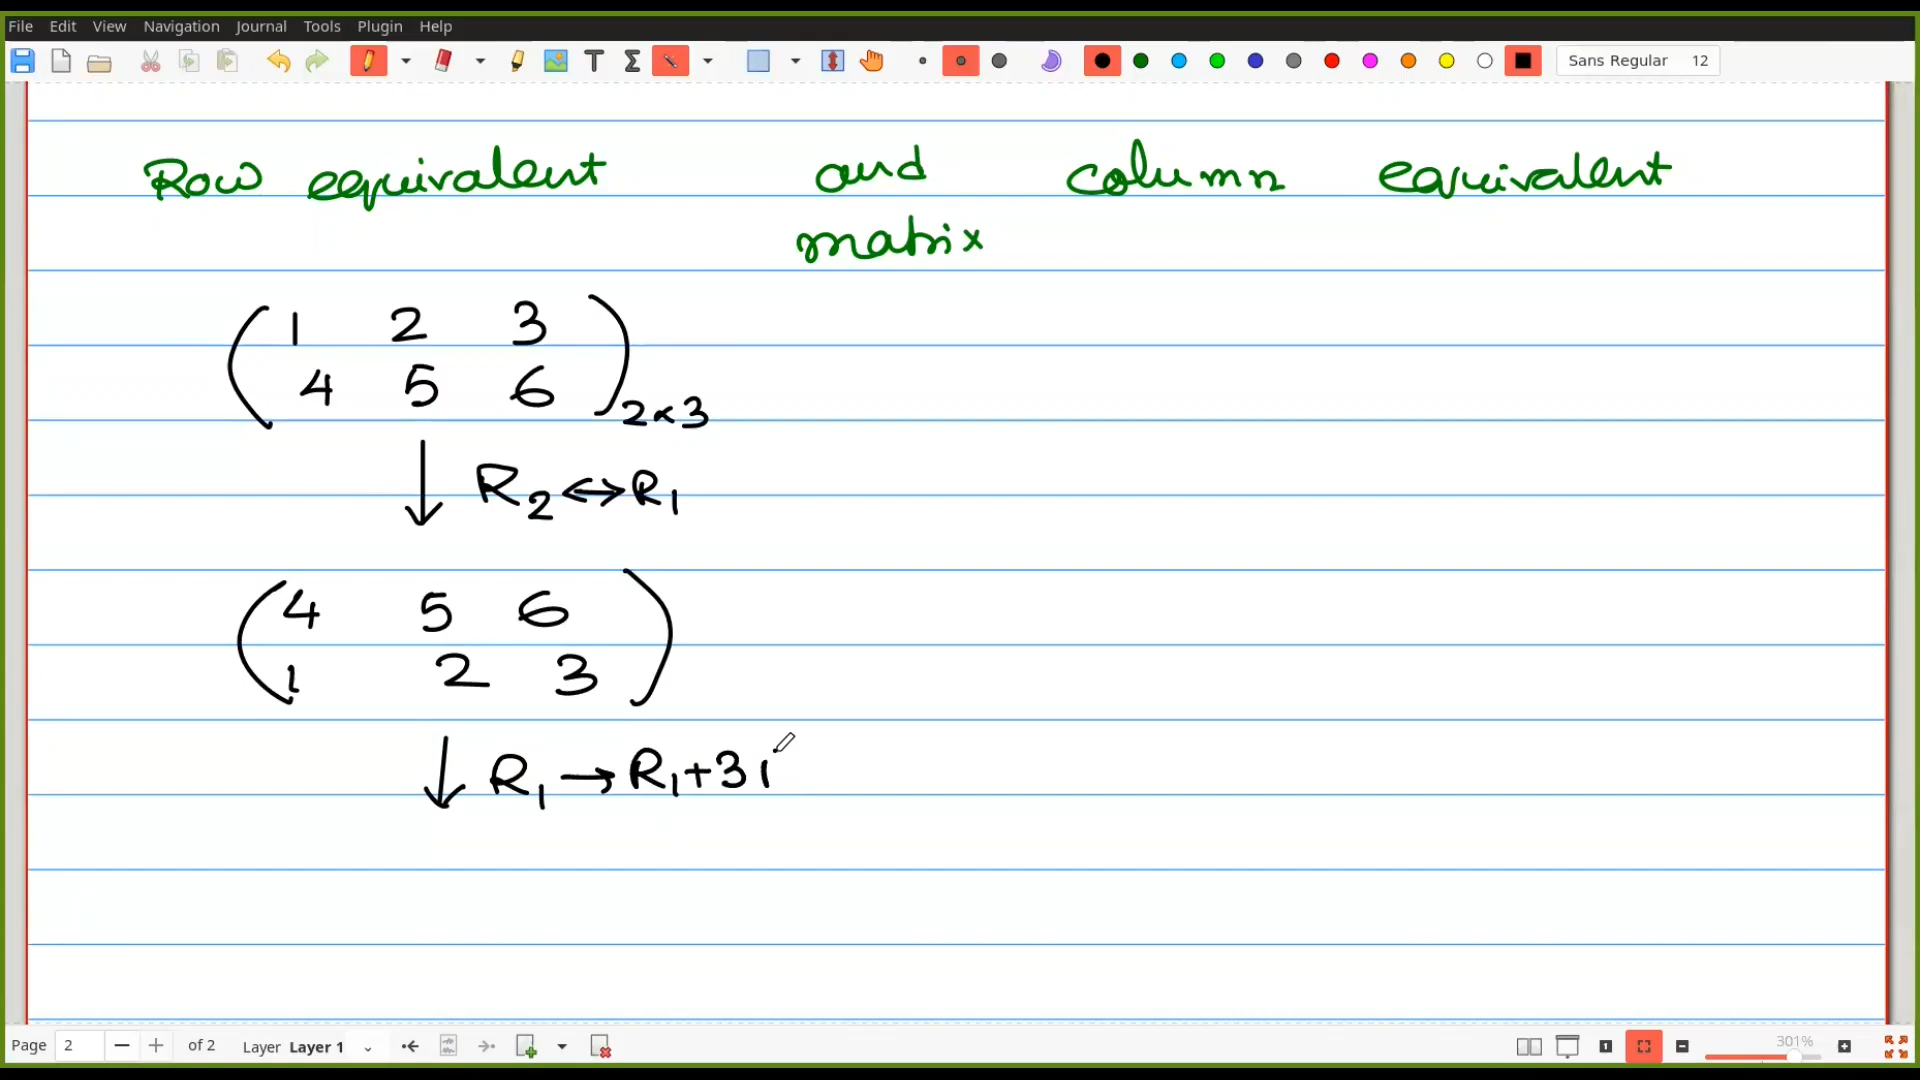 File Edit View Navigation Journal Tools Plugin Help
Sans Regular 12
Row equivalent and column equivalent
matrix
1 2 3
4 5 6 2×3
↓ R2 ↔ R1
4 5 6
1 2 3
↓ R1 → R1+3
Page 2 of 2 Layer Layer 1 301%